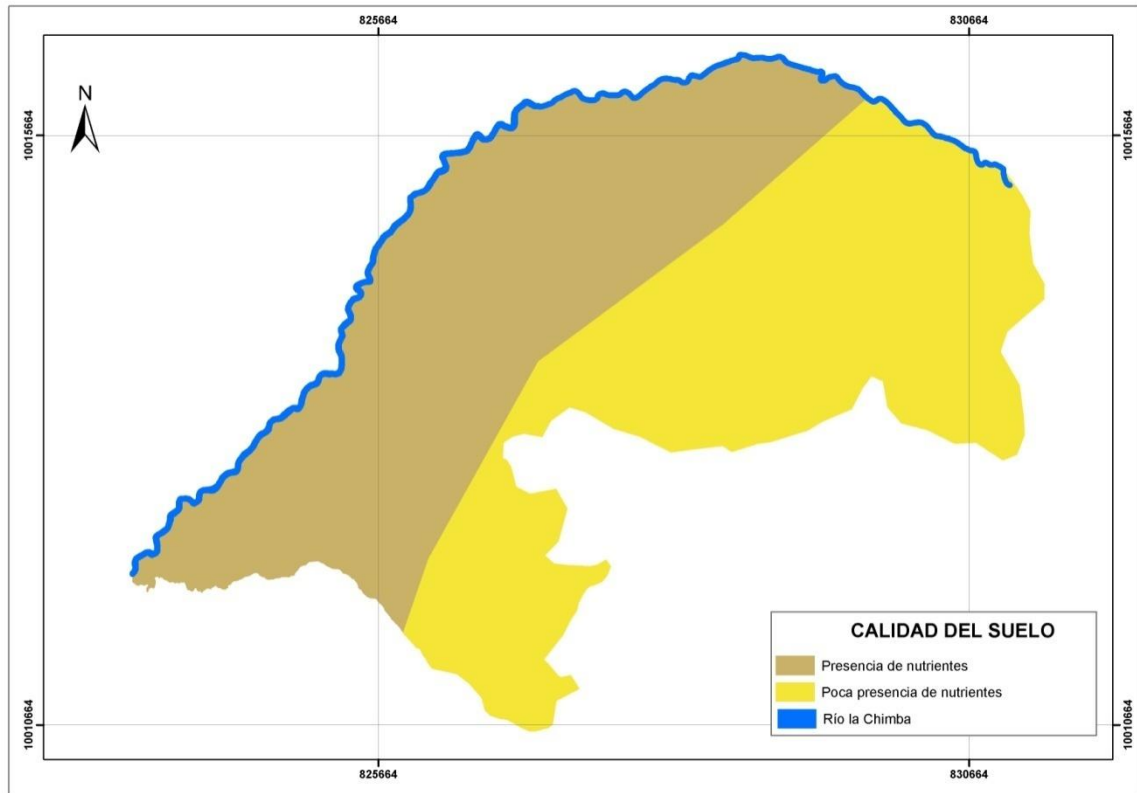 825664 830664
N
10015664 10015664
CALIDAD DEL SUELO
Presencia de nutrientes
Poca presencia de nutrientes
Río la Chimba
10010664 10010664
825664 830664